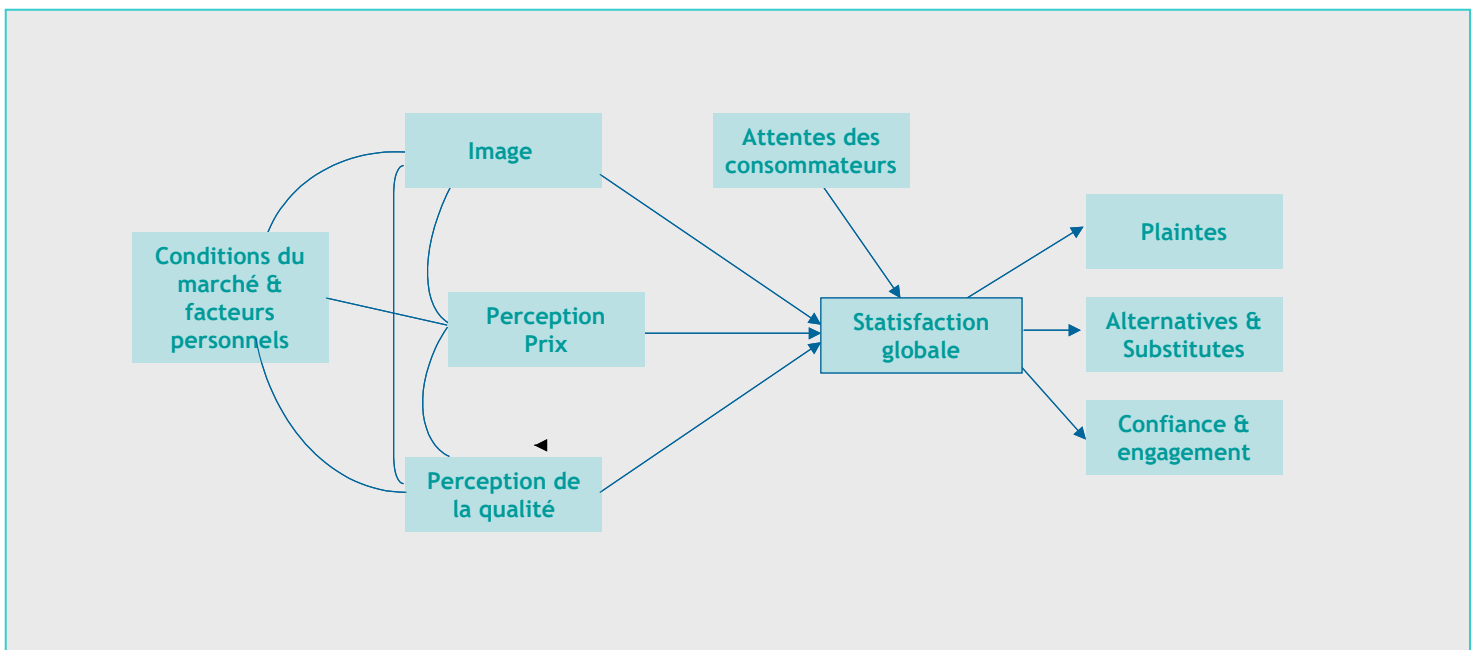 Image
Attentes des
consommateurs
Conditions du
marché &
facteurs
personnels
Perception
Prix
Perception de
la qualité
Statisfaction
globale
Plaintes
Alternatives &
Substitutes
Confiance &
engagement